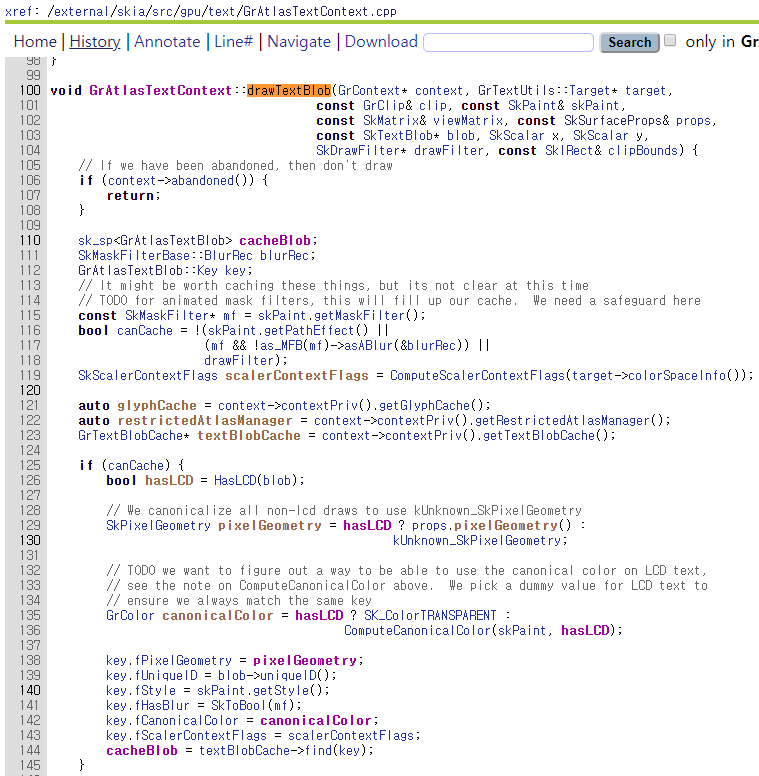 xref: /external/skia/src/gpu/text/GrAtlasTextContext.cpp
Home | History | Annotate | Line# | Navigate | Download Search only in Gr
98 }
99
100 void GrAtlasTextContext::drawTextBlob(GrContext* context, GrTextUtils::Target* target,
101 const GrClip& clip, const SkPaint& skPaint,
102 const SkMatrix& viewMatrix, const SkSurfaceProps& props,
103 const SkTextBlob* blob, SkScalar x, SkScalar y,
104 SkDrawFilter* drawFilter, const SkIRect& clipBounds) {
105 // If we have been abandoned, then don't draw
106 if (context->abandoned()) {
107 return;
108 }
109
110 sk_sp<GrAtlasTextBlob> cacheBlob;
111 SkMaskFilterBase::BlurRec blurRec;
112 GrAtlasTextBlob::Key key;
113 // It might be worth caching these things, but its not clear at this time
114 // TODO for animated mask filters, this will fill up our cache.  We need a safeguard here
115 const SkMaskFilter* mf = skPaint.getMaskFilter();
116 bool canCache = !(skPaint.getPathEffect() ||
117 (mf && !as_MFB(mf)->asABlur(&blurRec)) ||
118 drawFilter);
119 SkScalerContextFlags scalerContextFlags = ComputeScalerContextFlags(target->colorSpaceInfo());
120
121 auto glyphCache = context->contextPriv().getGlyphCache();
122 auto restrictedAtlasManager = context->contextPriv().getRestrictedAtlasManager();
123 GrTextBlobCache* textBlobCache = context->contextPriv().getTextBlobCache();
124
125 if (canCache) {
126 bool hasLCD = HasLCD(blob);
127
128 // We canonicalize all non-lcd draws to use kUnknown_SkPixelGeometry
129 SkPixelGeometry pixelGeometry = hasLCD ? props.pixelGeometry() :
130 kUnknown_SkPixelGeometry;
131
132 // TODO we want to figure out a way to be able to use the canonical color on LCD text,
133 // see the note on ComputeCanonicalColor above.  We pick a dummy value for LCD text to
134 // ensure we always match the same key
135 GrColor canonicalColor = hasLCD ? SK_ColorTRANSPARENT :
136 ComputeCanonicalColor(skPaint, hasLCD);
137
138 key.fPixelGeometry = pixelGeometry;
139 key.fUniqueID = blob->uniqueID();
140 key.fStyle = skPaint.getStyle();
141 key.fHasBlur = SkToBool(mf);
142 key.fCanonicalColor = canonicalColor;
143 key.fScalerContextFlags = scalerContextFlags;
144 cacheBlob = textBlobCache->find(key);
145 }